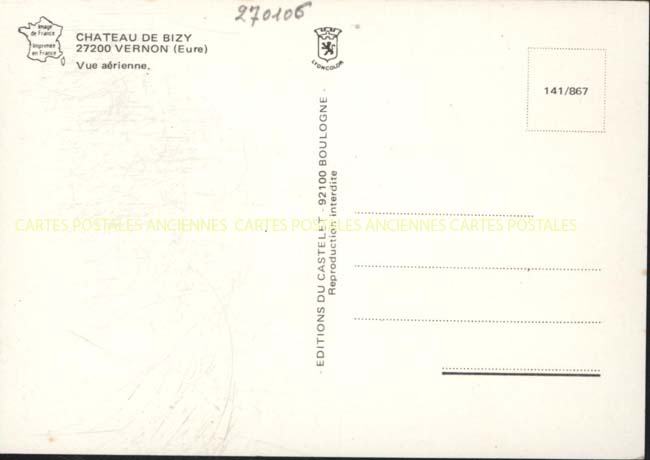 270106
Image
de France
Imprimée
en France
CHATEAU DE BIZY
27200 VERNON (Eure)
Vue aérienne.
LYONCOLOR
141/867
- EDITIONS DU CASTELET - 92100 BOULOGNE -
Reproduction interdite
CARTES POSTALES ANCIENNES CARTES POSTALES ANCIENNES CARTES POSTALES